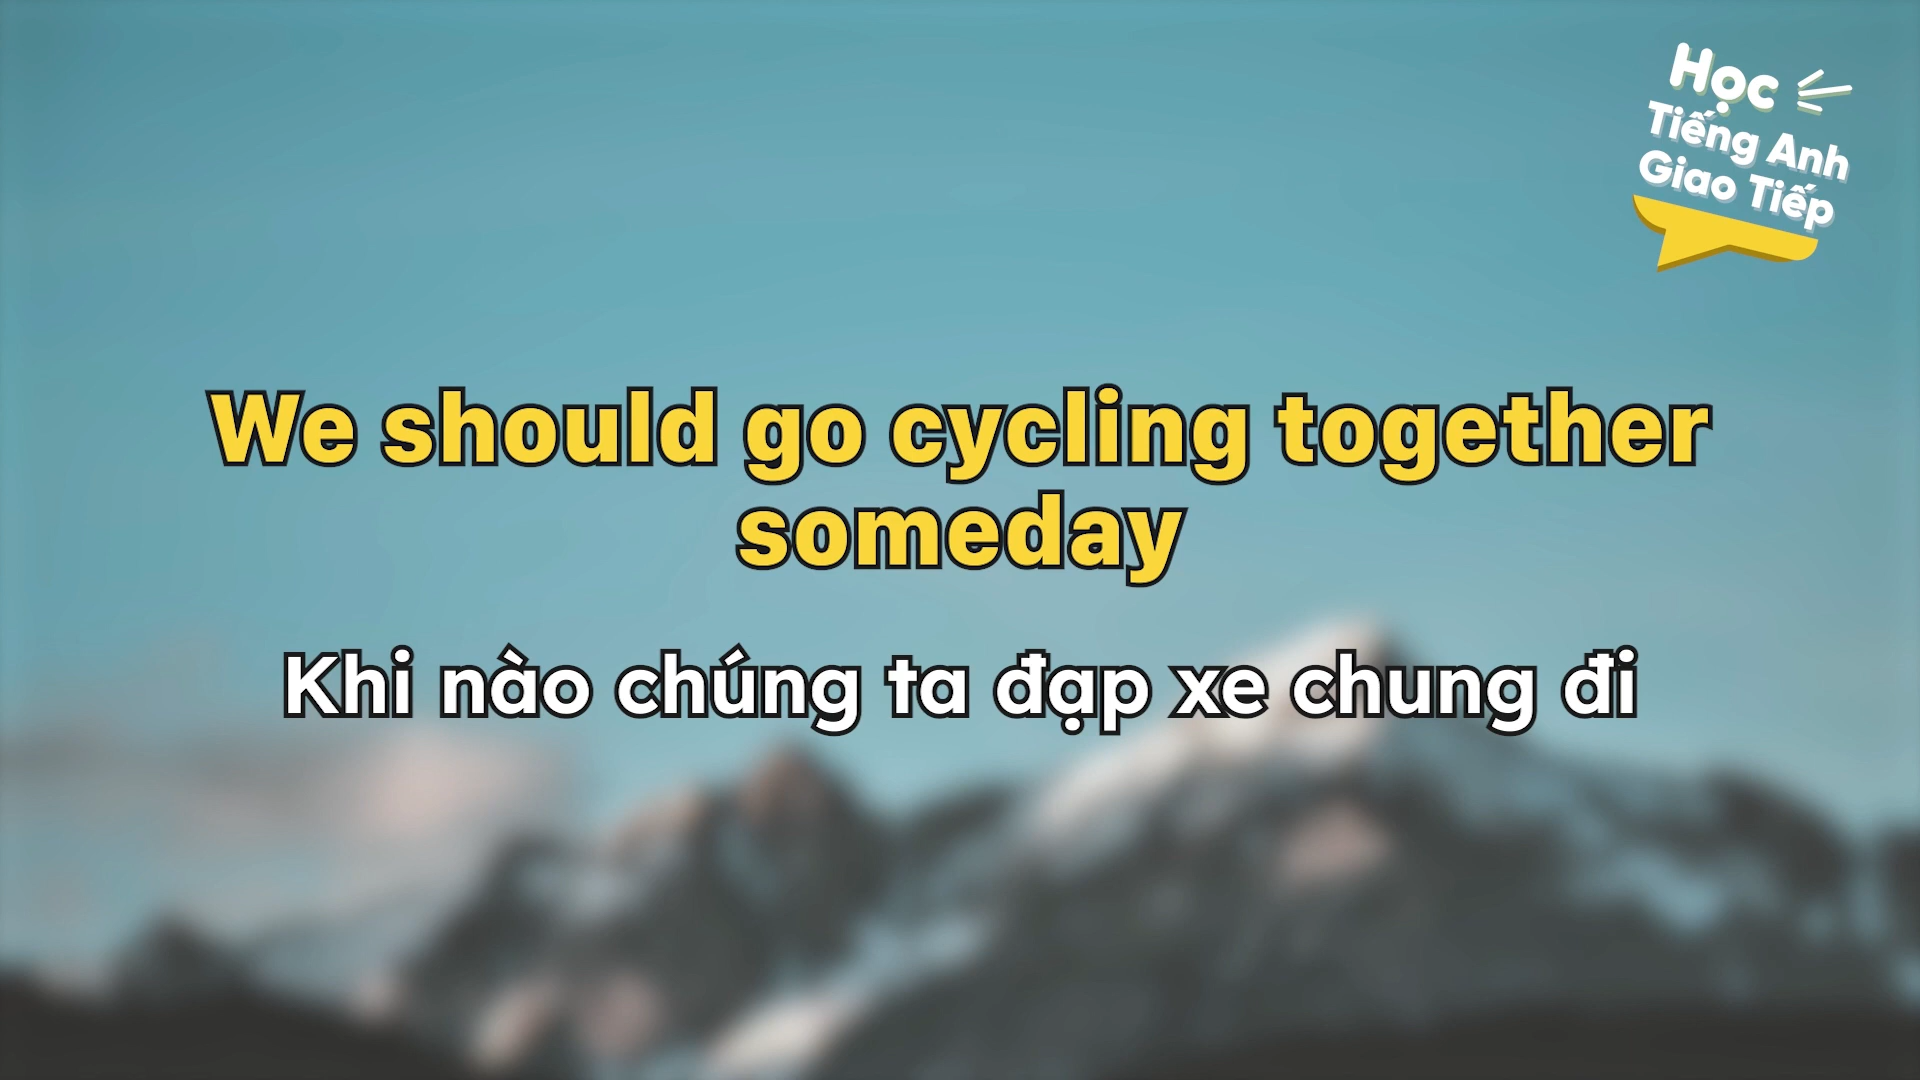 Học
Tiếng Anh
Giao Tiếp
We should go cycling together
someday
Khi nào chúng ta đạp xe chung đi